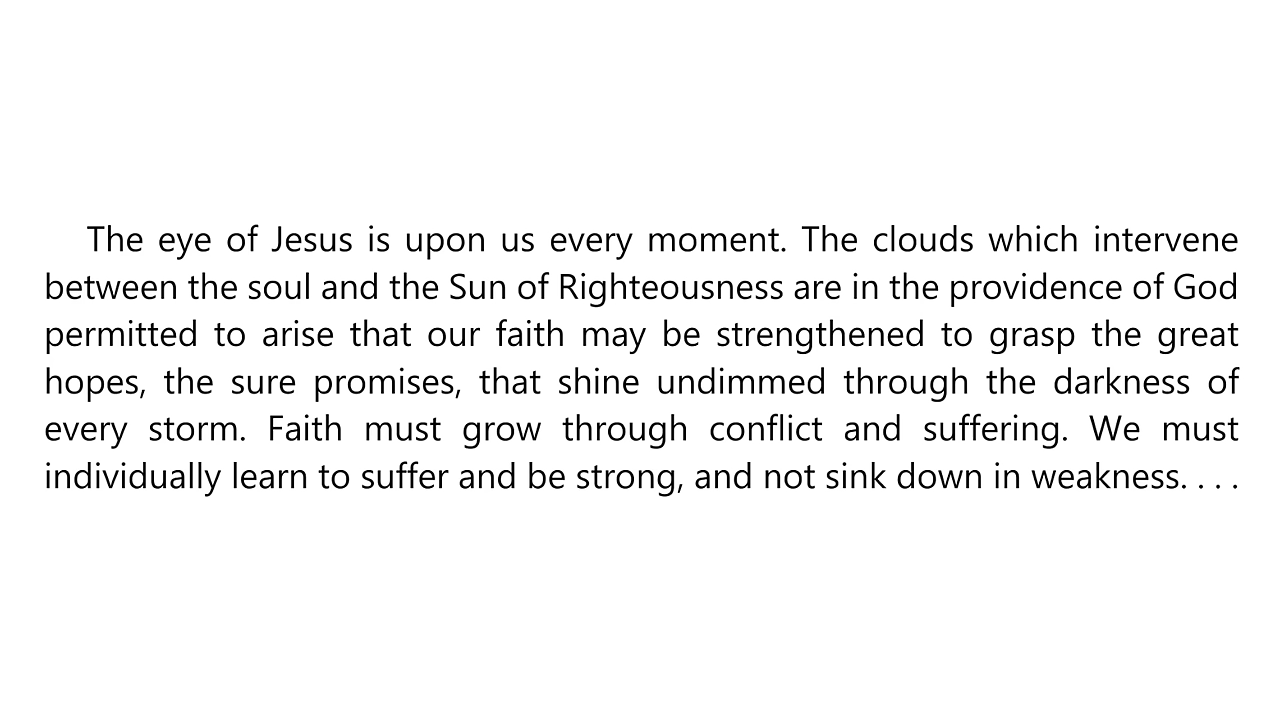 The eye of Jesus is upon us every moment. The clouds which intervene
between the soul and the Sun of Righteousness are in the providence of God
permitted to arise that our faith may be strengthened to grasp the great
hopes, the sure promises, that shine undimmed through the darkness of
every storm. Faith must grow through conflict and suffering. We must
individually learn to suffer and be strong, and not sink down in weakness. . . .